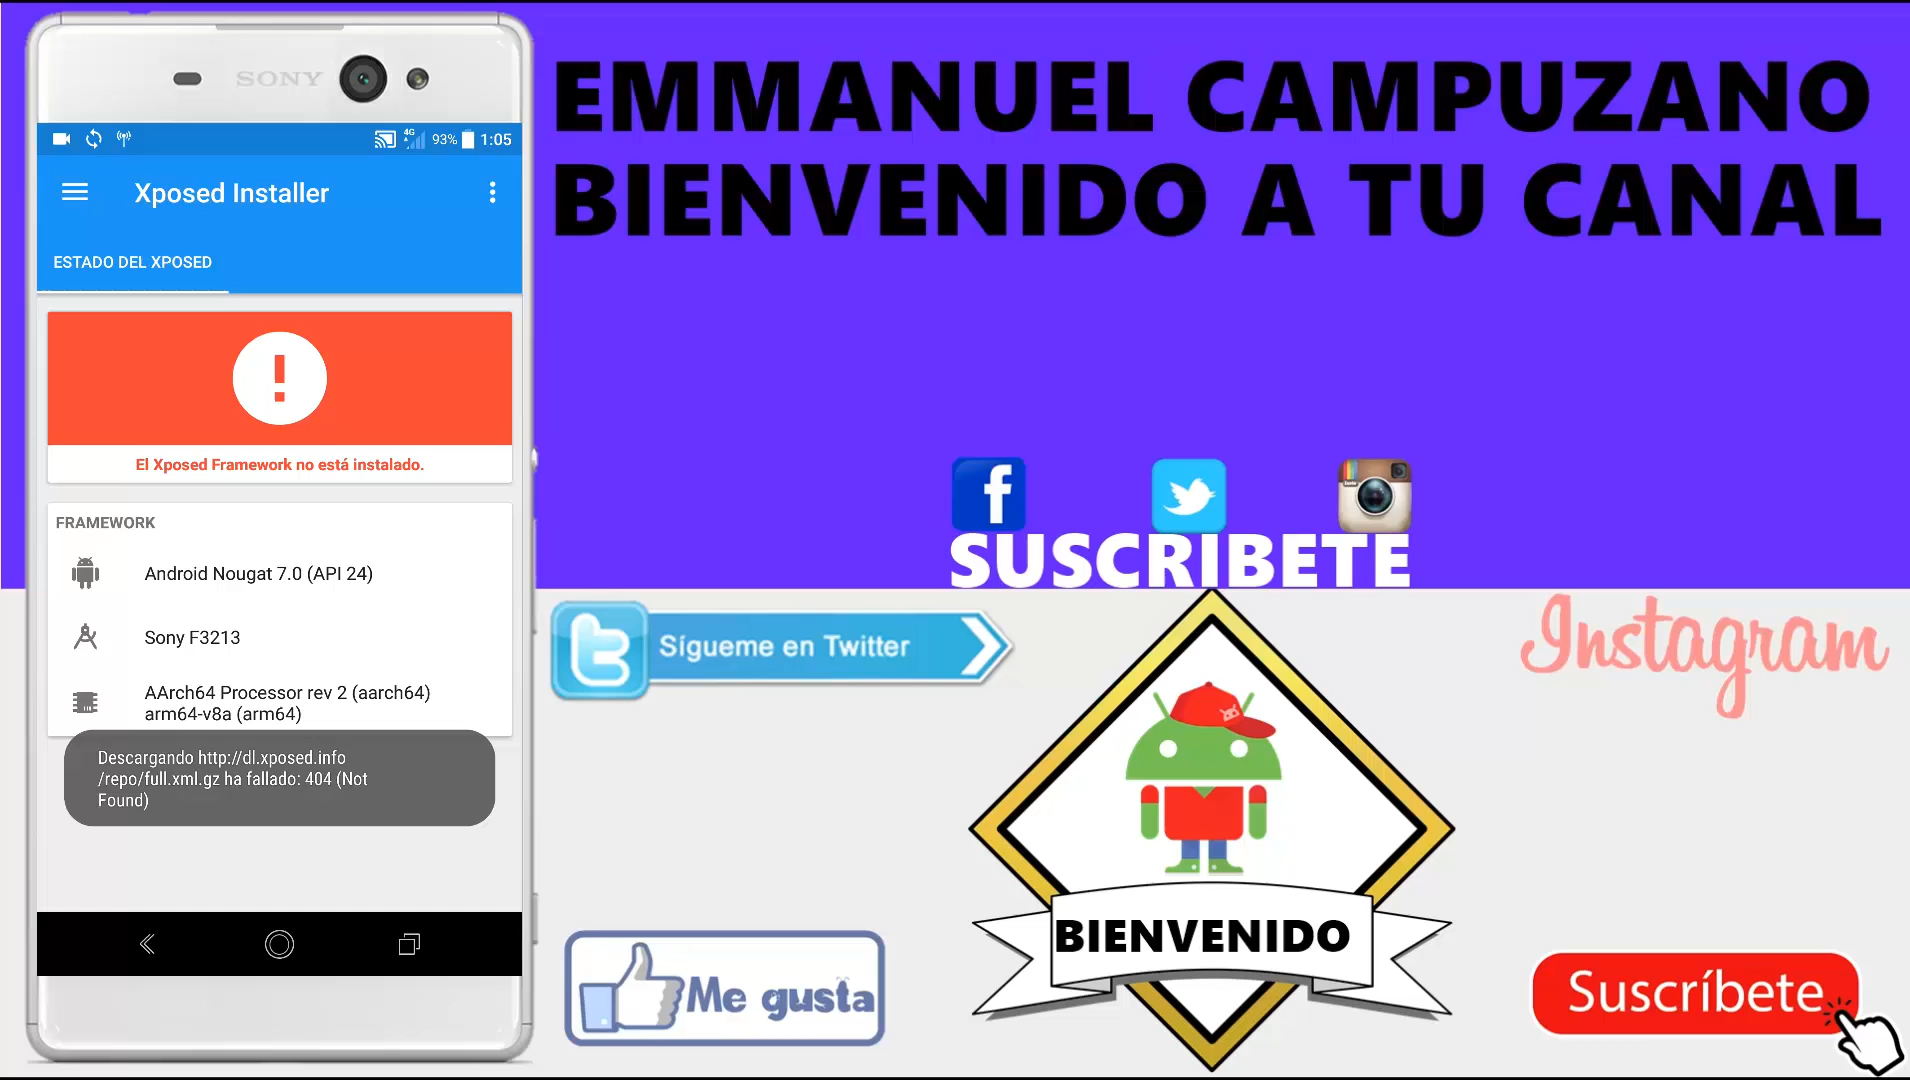 SONY
4G
93%
1:05
Xposed Installer
ESTADO DEL XPOSED
!
El Xposed Framework no está instalado.
FRAMEWORK
Android Nougat 7.0 (API 24)
Sony F3213
AArch64 Processor rev 2 (aarch64)
arm64-v8a (arm64)
Descargando http://dl.xposed.info
/repo/full.xml.gz ha fallado: 404 (Not
Found)
EMMANUEL CAMPUZANO
BIENVENIDO A TU CANAL
f
SUSCRIBETE
t
Sígueme en Twitter
Instagram
BIENVENIDO
Me gusta
Suscríbete